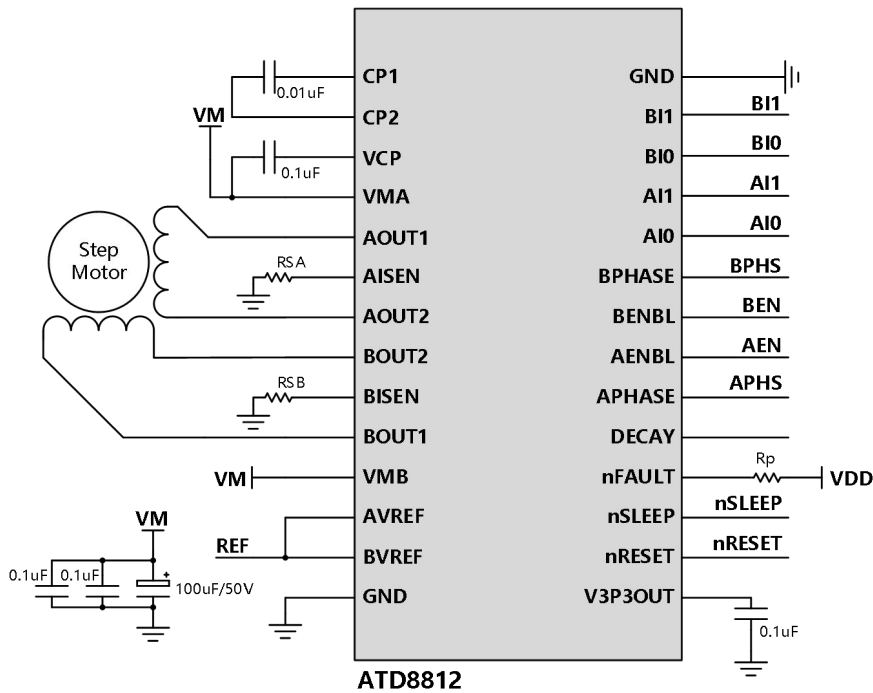 CP1
GND
0.01uF
CP2
BI1
BI1
VM
VCP
BI0
BI0
0.1uF
VMA
AI1
AI1
AOUT1
AI0
AI0
Step
Motor
RSA
AISEN
BPHASE
BPHS
AOUT2
BENBL
BEN
BOUT2
AENBL
AEN
RSB
BISEN
APHASE
APHS
BOUT1
DECAY
VM
VMB
nFAULT
Rp
VDD
VM
AVREF
nSLEEP
nSLEEP
REF
BVREF
nRESET
nRESET
0.1uF
0.1uF
+
100uF/50V
GND
V3P3OUT
0.1uF
ATD8812